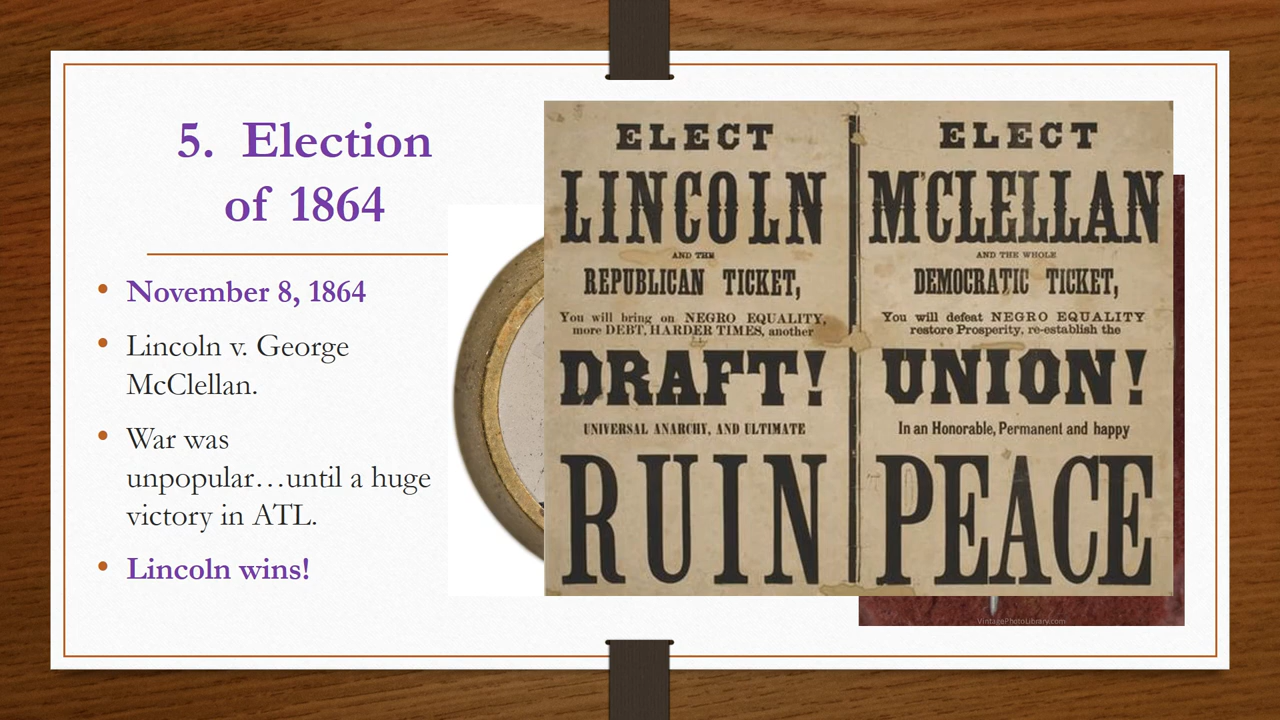 5. Election
of 1864
• November 8, 1864
• Lincoln v. George
McClellan.
• War was
unpopular…until a huge
victory in ATL.
• Lincoln wins!
ELECT
LINCOLN
AND THE
REPUBLICAN TICKET,
You will bring on NEGRO EQUALITY,
more DEBT, HARDER TIMES, another
DRAFT!
UNIVERSAL ANARCHY, AND ULTIMATE
RUIN
ELECT
M'CLELLAN
AND THE WHOLE
DEMOCRATIC TICKET,
You will defeat NEGRO EQUALITY
restore Prosperity, re-establish the
UNION!
In an Honorable, Permanent and happy
PEACE
VintagePhotoLibrary.com